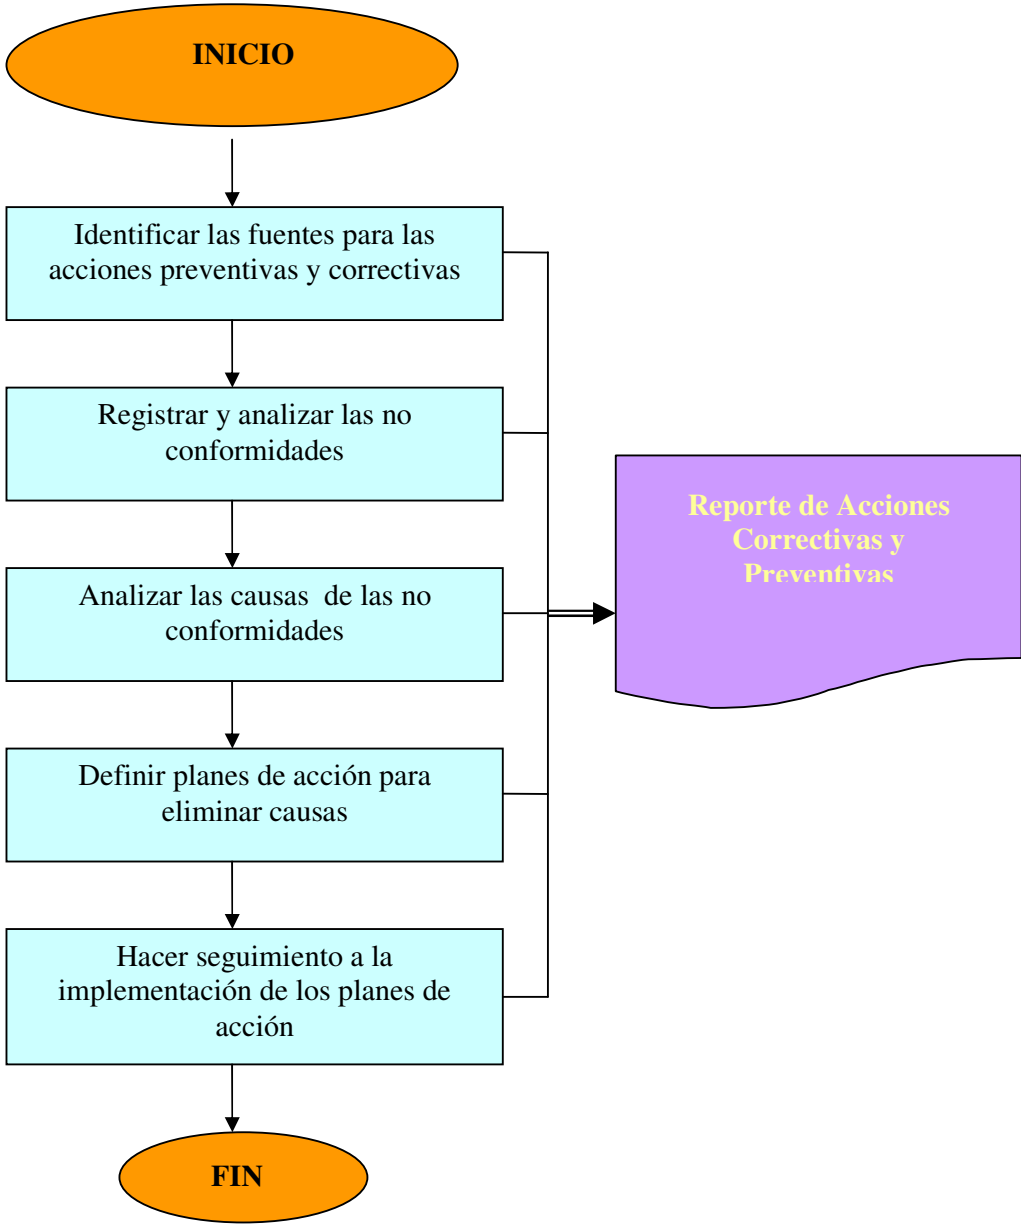 INICIO
Identificar las fuentes para las
acciones preventivas y correctivas
Registrar y analizar las no
conformidades
Analizar las causas  de las no
conformidades
Definir planes de acción para
eliminar causas
Hacer seguimiento a la
implementación de los planes de
acción
FIN
Reporte de Acciones
Correctivas y
Preventivas